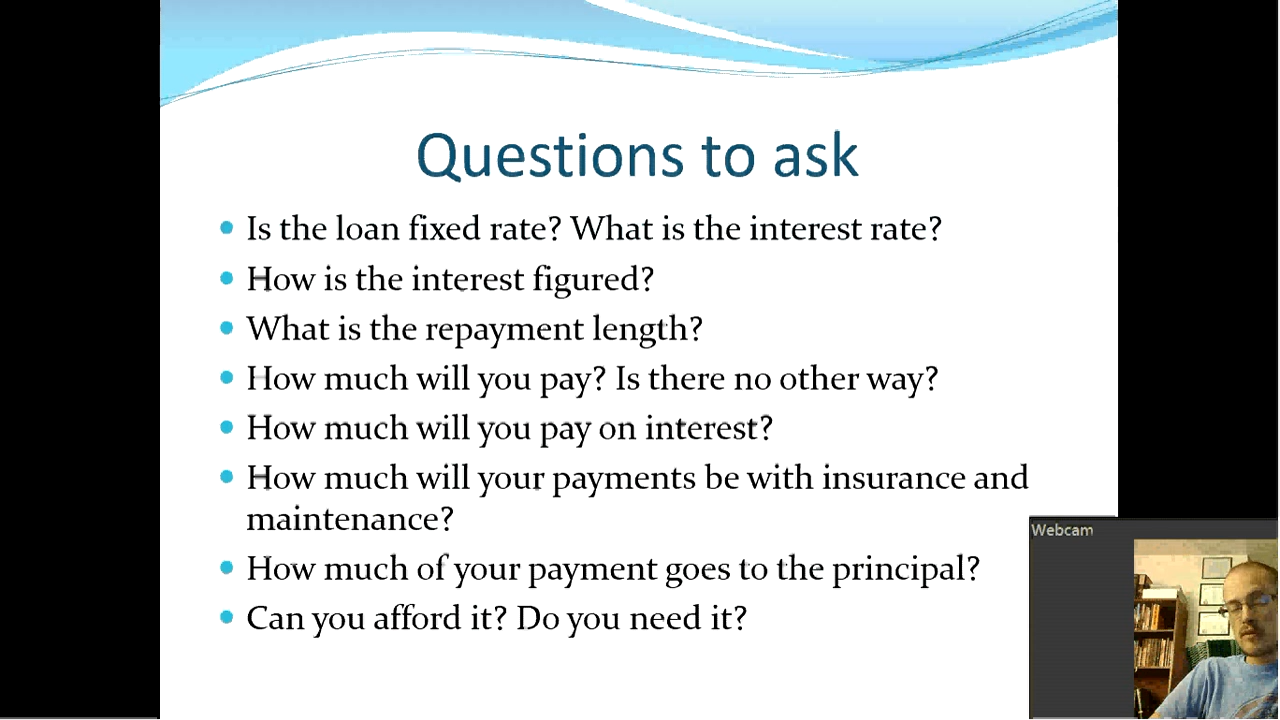 Questions to ask
Is the loan fixed rate? What is the interest rate?
How is the interest figured?
What is the repayment length?
How much will you pay? Is there no other way?
How much will you pay on interest?
How much will your payments be with insurance and
maintenance?
How much of your payment goes to the principal?
Can you afford it? Do you need it?
Webcam